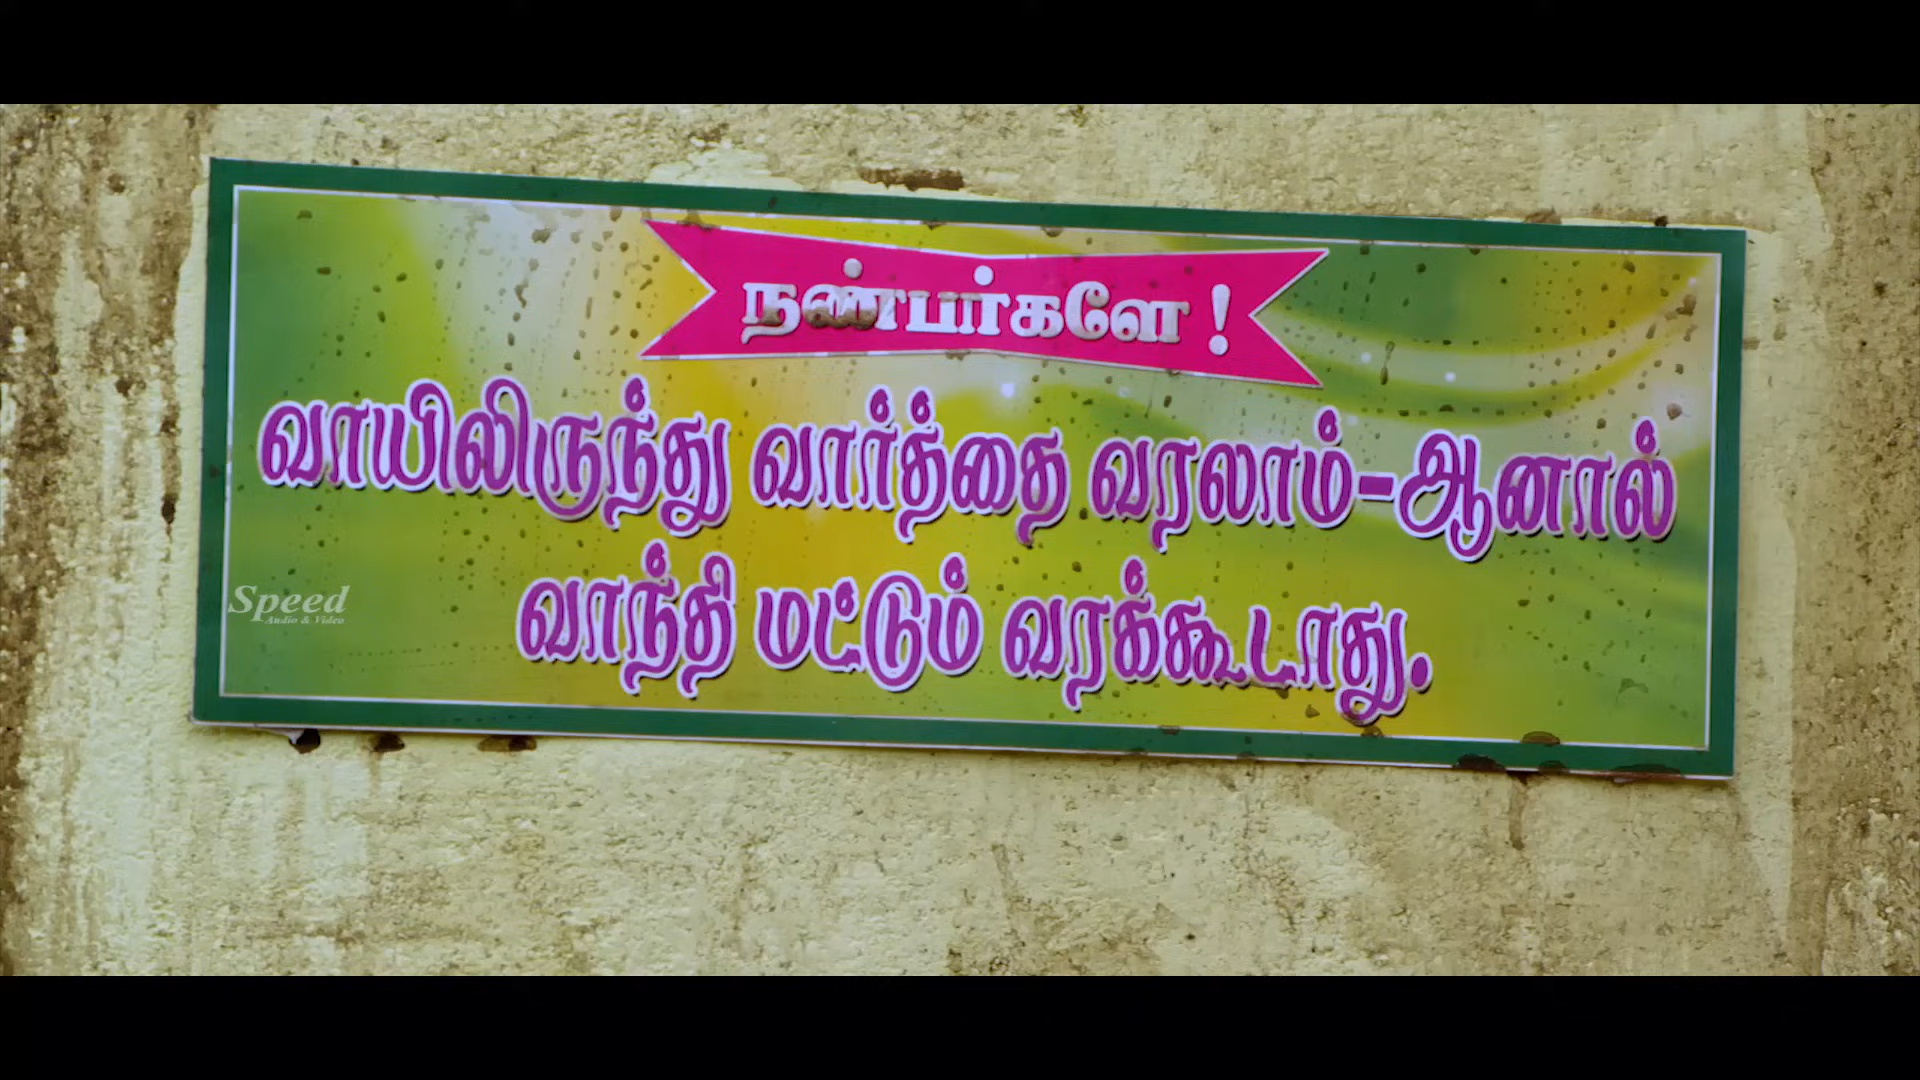 நண்பர்களே !
வாயிலிருந்து வார்த்தை வரலாம்-ஆனால்
வாந்தி மட்டும் வரக்கூடாது.
Speed
Audio & Video